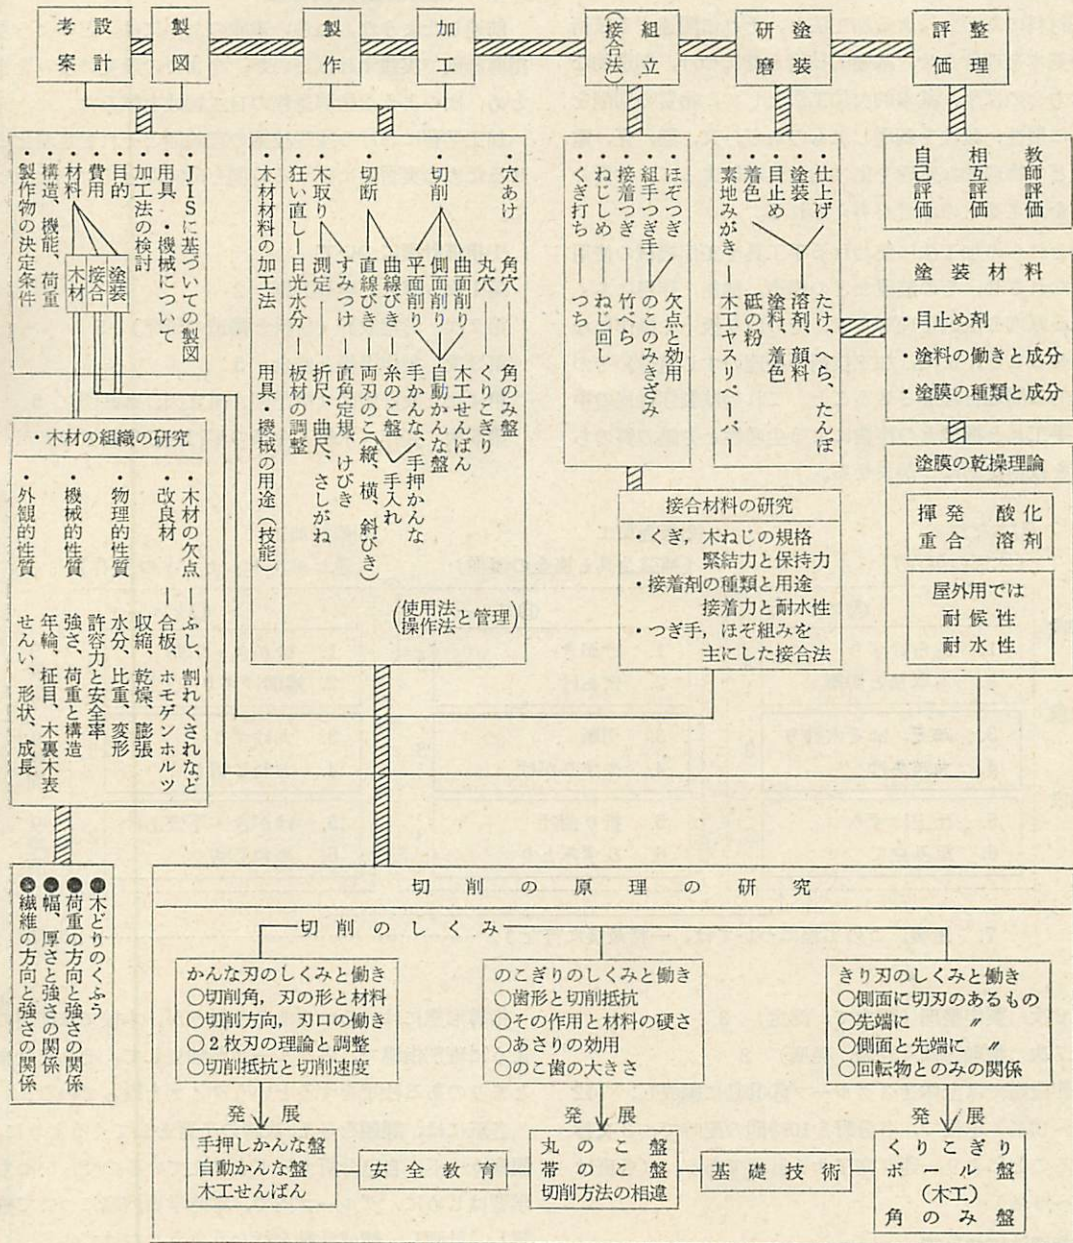 設計
考案
製図
製作
加工
組立
(接合法)
塗装
研磨
整理
評価
・JISに基づいての製図
・用具・機械について
・加工法の検討
・目的
・費用
・材料
・構造、機能、荷重
・製作物の決定条件
塗装
接合
木材
・穴あけ
・切削
・切断
・木取り
・狂い直し―日光水分―板材の調整
・木材材料の加工法
角穴―角のみ盤
丸穴―くりこぎり
曲面削り
側面削り
平面削り
木工せんばん
自動かんな盤
手かんな、手押かんな
曲線びき―糸のこ盤
手入れ
直線びき―両刃のこ(縦、横、斜びき)
すみつけ―直角定規、けびき
測定―折尺、曲尺、さしがね
用具・機械の用途(技能)
(使用法
操作法と管理)
・ほぞつぎ
・組手つぎ手
・接着つぎ―竹べら
・ねじしめ―ねじ回し
・くぎ打ち―つち
欠点と効用
のこのみきざみ
・仕上げ
・塗装
・目止め
・着色
・素地みがき―木工ヤスリペーパー
たけ、へら、たんぽ
溶剤、顔料
塗料、着色
砥の粉
教師評価
相互評価
自己評価
塗装材料
・目止め剤
・塗料の働きと成分
・塗膜の種類と成分
塗膜の乾操理論
揮発 酸化
重合 溶剤
屋外用では
耐候性
耐水性
接合材料の研究
・くぎ,木ねじの規格
緊結力と保持力
・接着剤の種類と用途
接着力と耐水性
・つぎ手,ほぞ組みを
主にした接合法
・木材の組織の研究
・木材の欠点―ふし、割れくされなど
・改良材―合板、ホモゲンホルツ
・物理的性質
収縮、乾燥、膨張
水分、比重、変形
・機械的性質
許容力と安全率
強さ、荷重と構造
・外観的性質
年輪、柾目、木裏木表
せんい、形状、成長
●木どりのくふう
●荷重の方向と強さの関係
●幅、厚さと強さの関係
●繊維の方向と強さの関係
切削の原理の研究
切削のしくみ
かんな刃のしくみと働き
○切削角,刃の形と材料
○切削方向,刃口の働き
○2枚刃の理論と調整
○切削抵抗と切削速度
のこぎりのしくみと働き
○歯形と切削抵抗
○その作用と材料の硬さ
○あさりの効用
○のこ歯の大きさ
きり刃のしくみと働き
○側面に切刃のあるもの
○先端に 〃
○側面と先端に 〃
○回転物とのみの関係
発展
発展
発展
手押しかんな盤
自動かんな盤
木工せんばん
安全教育
丸のこ盤
帯のこ盤
切削方法の相違
基礎技術
くりこぎり
ボール盤
(木工)
角のみ盤